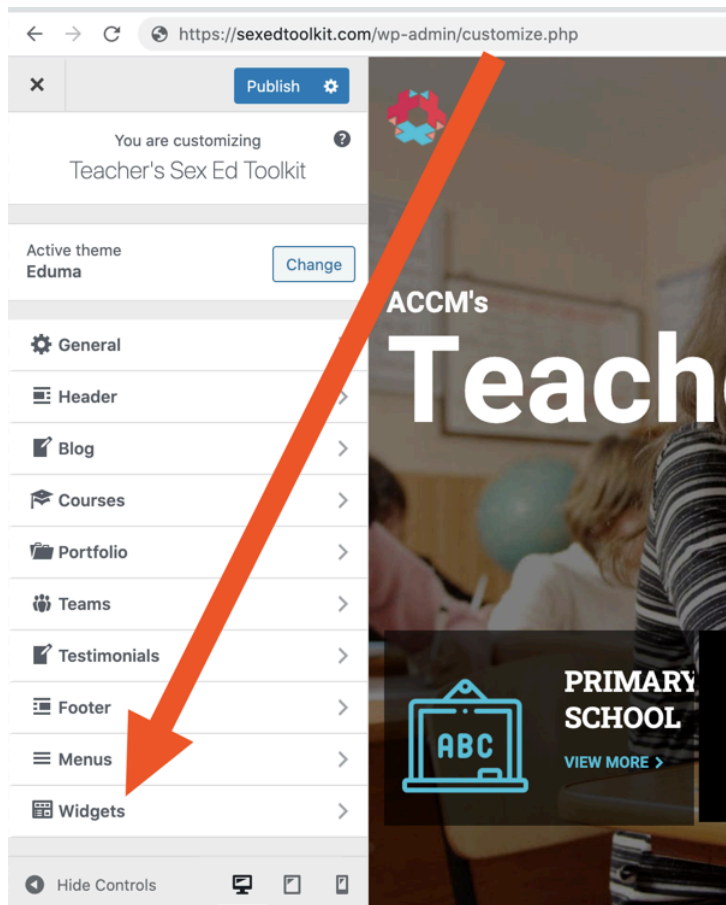 https://sexedtoolkit.com/wp-admin/customize.php
Publish
You are customizing
Teacher's Sex Ed Toolkit
Active theme
Eduma
Change
General
Header
Blog
Courses
Portfolio
Teams
Testimonials
Footer
Menus
Widgets
Hide Controls
ACCM's
Teach
ABC
PRIMARY
SCHOOL
VIEW MORE >